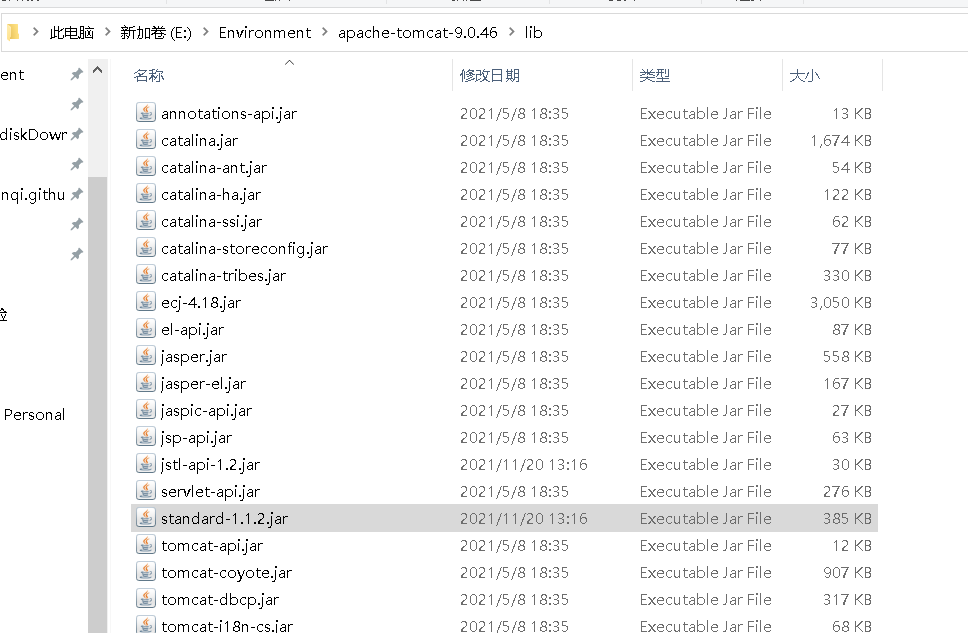 此电脑 > 新加卷 (E:) > Environment > apache-tomcat-9.0.46 > lib
名称 修改日期 类型 大小
ent
annotations-api.jar 2021/5/8 18:35 Executable Jar File 13 KB
diskDowr
catalina.jar 2021/5/8 18:35 Executable Jar File 1,674 KB
catalina-ant.jar 2021/5/8 18:35 Executable Jar File 54 KB
nqi.githu
catalina-ha.jar 2021/5/8 18:35 Executable Jar File 122 KB
catalina-ssi.jar 2021/5/8 18:35 Executable Jar File 62 KB
catalina-storeconfig.jar 2021/5/8 18:35 Executable Jar File 77 KB
catalina-tribes.jar 2021/5/8 18:35 Executable Jar File 330 KB
ecj-4.18.jar 2021/5/8 18:35 Executable Jar File 3,050 KB
el-api.jar 2021/5/8 18:35 Executable Jar File 87 KB
jasper.jar 2021/5/8 18:35 Executable Jar File 558 KB
jasper-el.jar 2021/5/8 18:35 Executable Jar File 167 KB
jaspic-api.jar 2021/5/8 18:35 Executable Jar File 27 KB
Personal
jsp-api.jar 2021/5/8 18:35 Executable Jar File 63 KB
jstl-api-1.2.jar 2021/11/20 13:16 Executable Jar File 30 KB
servlet-api.jar 2021/5/8 18:35 Executable Jar File 276 KB
standard-1.1.2.jar 2021/11/20 13:16 Executable Jar File 385 KB
tomcat-api.jar 2021/5/8 18:35 Executable Jar File 12 KB
tomcat-coyote.jar 2021/5/8 18:35 Executable Jar File 907 KB
tomcat-dbcp.jar 2021/5/8 18:35 Executable Jar File 317 KB
tomcat-i18n-cs.jar 2021/5/8 18:35 Executable Jar File 68 KB